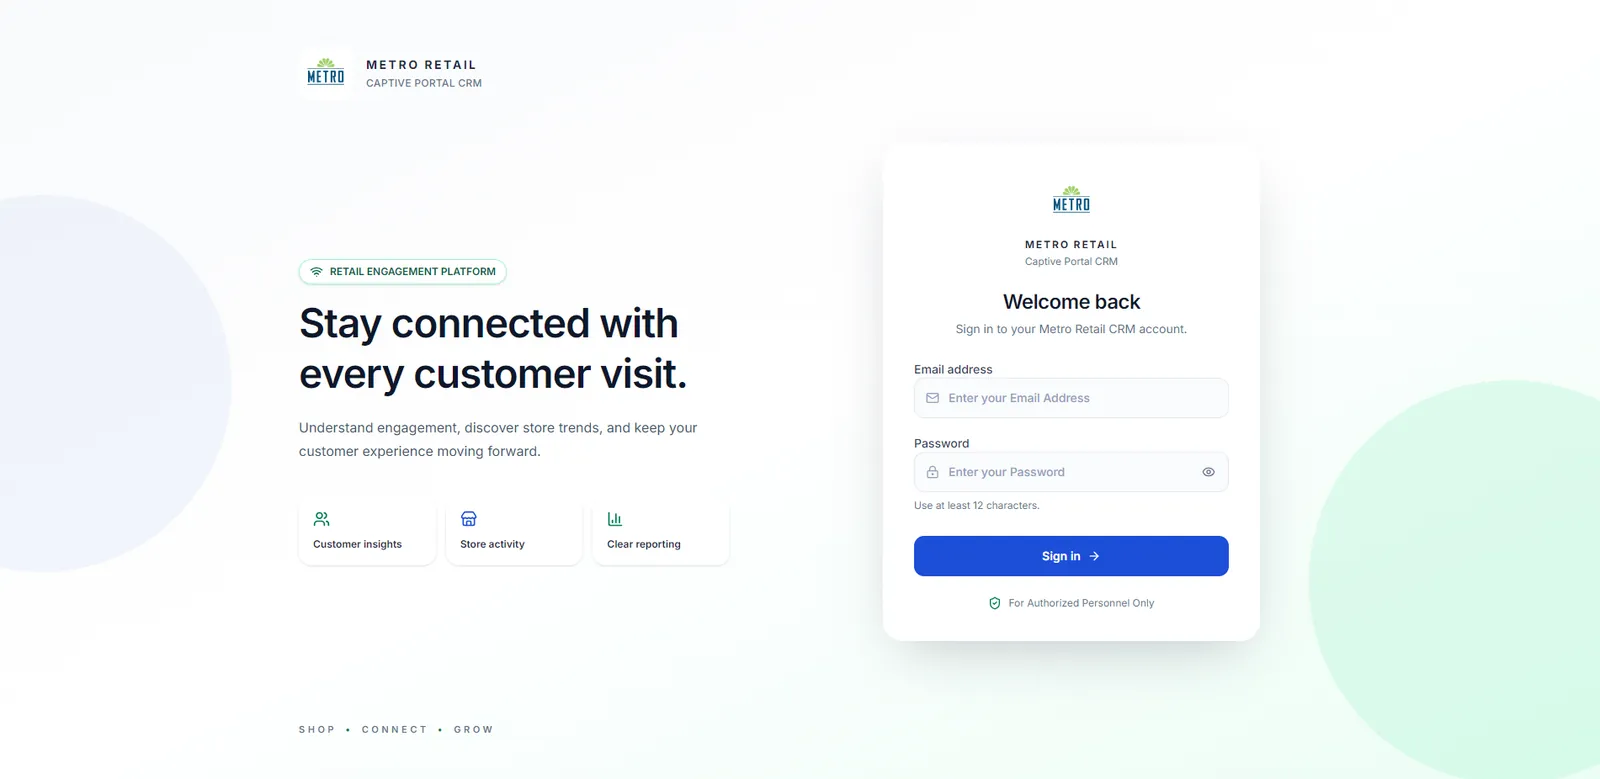 METRO
METRO RETAIL
CAPTIVE PORTAL CRM
RETAIL ENGAGEMENT PLATFORM
Stay connected with
every customer visit.
Understand engagement, discover store trends, and keep your
customer experience moving forward.
Customer insights
Store activity
Clear reporting
SHOP • CONNECT • GROW
METRO
METRO RETAIL
Captive Portal CRM
Welcome back
Sign in to your Metro Retail CRM account.
Email address
Enter your Email Address
Password
Enter your Password
Use at least 12 characters.
Sign in →
For Authorized Personnel Only